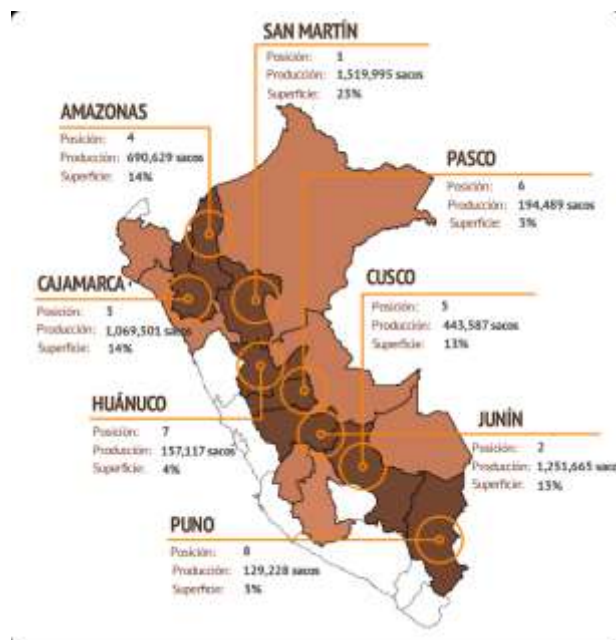 SAN MARTÍN
Posición: 1
Producción: 1,519,995 sacos
Superficie: 23%
AMAZONAS
Posición: 4
Producción: 690,629 sacos
Superficie: 14%
PASCO
Posición: 6
Producción: 194,489 sacos
Superficie: 3%
CAJAMARCA
Posición: 3
Producción: 1,069,501 sacos
Superficie: 14%
CUSCO
Posición: 5
Producción: 443,587 sacos
Superficie: 13%
HUÁNUCO
Posición: 7
Producción: 157,117 sacos
Superficie: 4%
JUNÍN
Posición: 2
Producción: 1,251,665 saco
Superficie: 13%
PUNO
Posición: 8
Producción: 129,228 sacos
Superficie: 3%